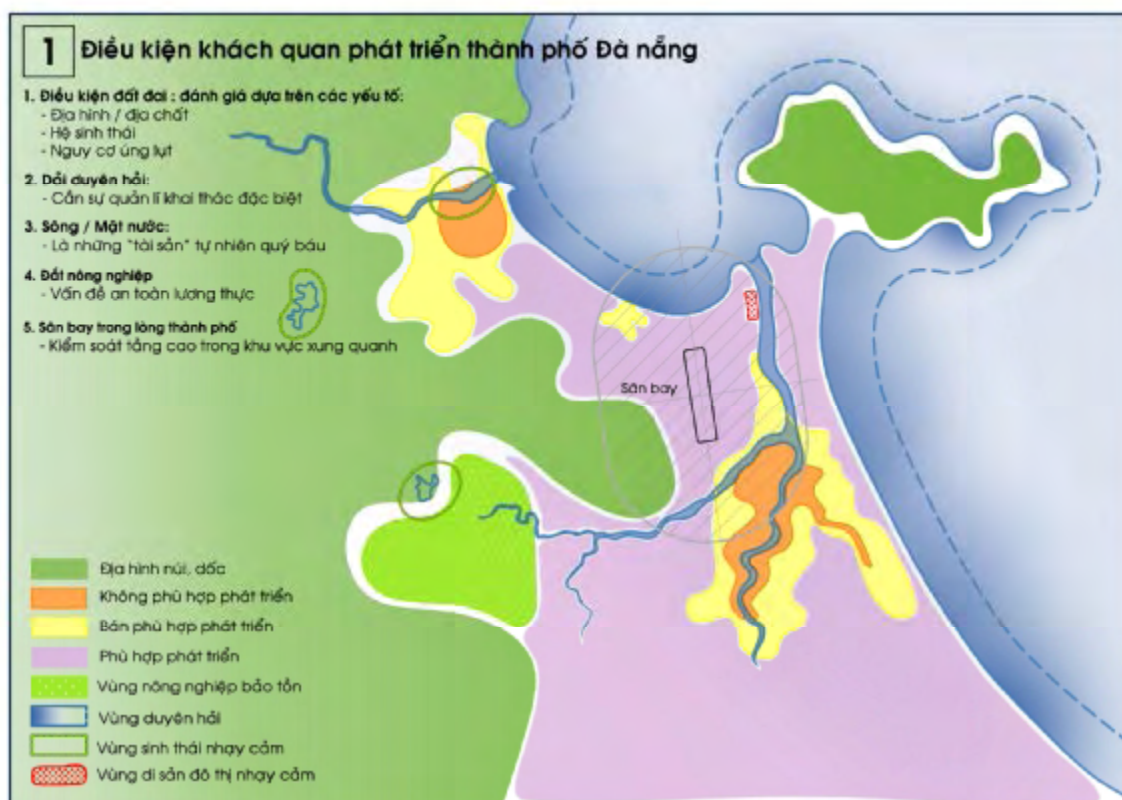 1 Điều kiện khách quan phát triển thành phố Đà nẵng
1. Điều kiện đất đai : đánh giá dựa trên các yếu tố:
- Địa hình / địa chất
- Hệ sinh thái
- Nguy cơ úng lụt
2. Dải duyên hải:
- Cần sự quản lí khai thác đặc biệt
3. Sông / Mặt nước:
- Là những "tài sản" tự nhiên quý báu
4. Đất nông nghiệp
- Vấn đề an toàn lương thực
5. Sân bay trong lòng thành phố
- Kiểm soát tầng cao trong khu vực xung quanh
Sân bay
Địa hình núi, dốc
Không phù hợp phát triển
Bán phù hợp phát triển
Phù hợp phát triển
Vùng nông nghiệp bảo tồn
Vùng duyên hải
Vùng sinh thái nhạy cảm
Vùng di sản đô thị nhạy cảm